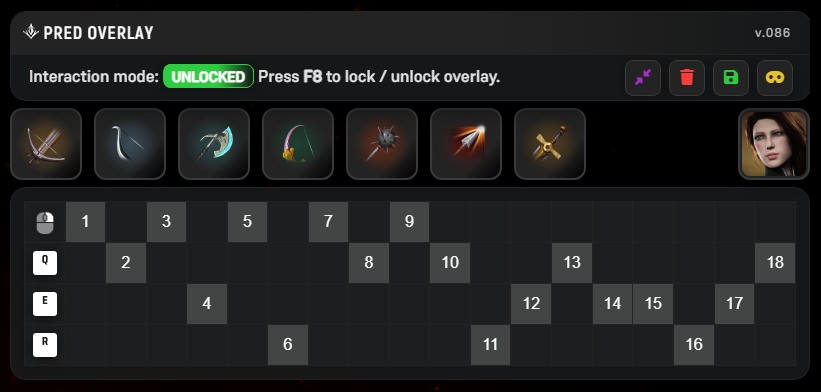 PRED OVERLAY v.086
Interaction mode: UNLOCKED Press F8 to lock / unlock overlay.
1 3 5 7 9
Q 2 8 10 13 18
E 4 12 14 15 17
R 6 11 16